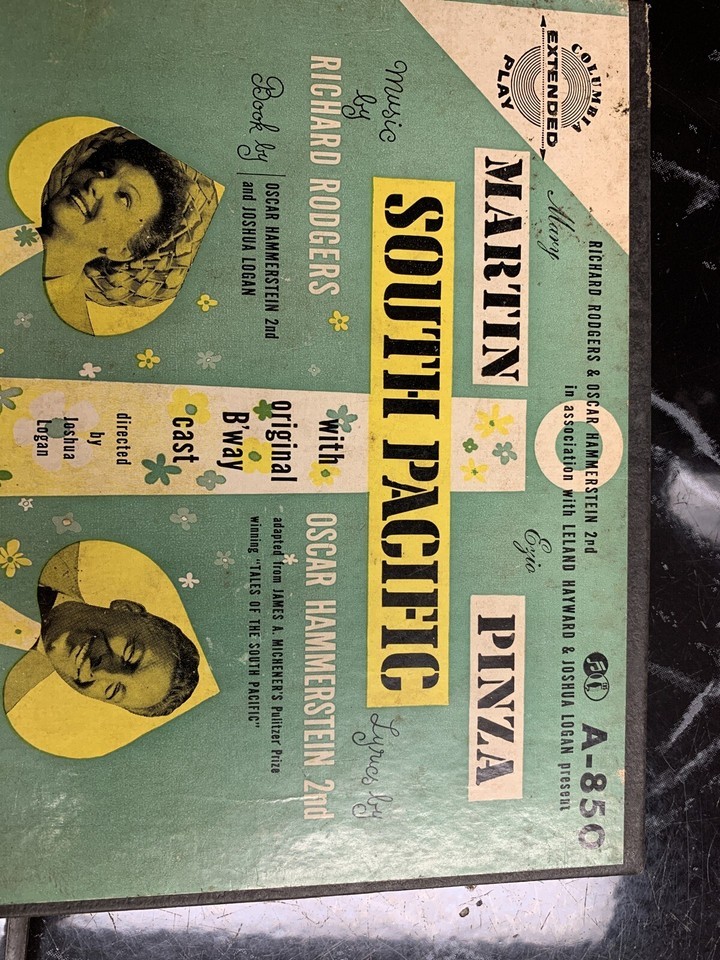 COLUMBIA
EXTENDED
PLAY
A-850
RICHARD RODGERS & OSCAR HAMMERSTEIN 2nd
in association with LELAND HAYWARD & JOSHUA LOGAN present
Mary
MARTIN
Ezio
PINZA
SOUTH PACIFIC
Music
by
RICHARD RODGERS
Book by
OSCAR HAMMERSTEIN 2nd
and JOSHUA LOGAN
with
original
B'way
cast
directed
by
Joshua
Logan
Lyrics by
OSCAR HAMMERSTEIN 2nd
adapted from JAMES A. MICHENER'S Pulitzer Prize
winning "TALES OF THE SOUTH PACIFIC"